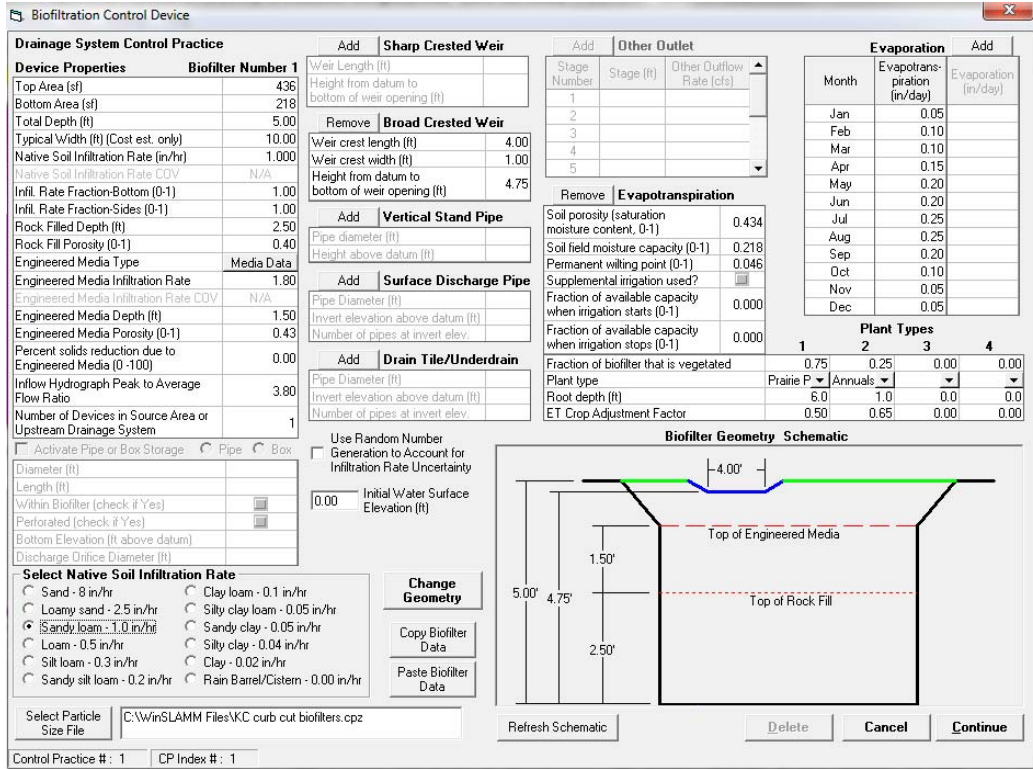 Biofiltration Control Device
Drainage System Control Practice
Device Properties Biofilter Number 1
Top Area (sf) 436
Bottom Area (sf) 218
Total Depth (ft) 5.00
Typical Width (ft) (Cost est. only) 10.00
Native Soil Infiltration Rate (in/hr) 1.000
Native Soil Infiltration Rate COV N/A
Infil. Rate Fraction-Bottom (0-1) 1.00
Infil. Rate Fraction-Sides (0-1) 1.00
Rock Filled Depth (ft) 2.50
Rock Fill Porosity (0-1) 0.40
Engineered Media Type Media Data
Engineered Media Infiltration Rate 1.80
Engineered Media Infiltration Rate COV N/A
Engineered Media Depth (ft) 1.50
Engineered Media Porosity (0-1) 0.43
Percent solids reduction due to
Engineered Media (0 -100) 0.00
Inflow Hydrograph Peak to Average
Flow Ratio 3.80
Number of Devices in Source Area or
Upstream Drainage System 1
Activate Pipe or Box Storage Pipe Box
Diameter (ft)
Length (ft)
Within Biofilter (check if Yes)
Perforated (check if Yes)
Bottom Elevation (ft above datum)
Discharge Orifice Diameter (ft)
Select Native Soil Infiltration Rate
Sand - 8 in/hr Clay loam - 0.1 in/hr
Loamy sand - 2.5 in/hr Silty clay loam - 0.05 in/hr
Sandy loam - 1.0 in/hr Sandy clay - 0.05 in/hr
Loam - 0.5 in/hr Silty clay - 0.04 in/hr
Silt loam - 0.3 in/hr Clay - 0.02 in/hr
Sandy silt loam - 0.2 in/hr Rain Barrel/Cistern - 0.00 in/hr
Select Particle
Size File
C:\WinSLAMM Files\KC curb cut biofilters.cpz
Control Practice #: 1 CP Index #: 1
Add Sharp Crested Weir
Weir Length (ft)
Height from datum to
bottom of weir opening (ft)
Remove Broad Crested Weir
Weir crest length (ft) 4.00
Weir crest width (ft) 1.00
Height from datum to
bottom of weir opening (ft) 4.75
Add Vertical Stand Pipe
Pipe diameter (ft)
Height above datum (ft)
Add Surface Discharge Pipe
Pipe Diameter (ft)
Invert elevation above datum (ft)
Number of pipes at invert elev.
Add Drain Tile/Underdrain
Pipe Diameter (ft)
Invert elevation above datum (ft)
Number of pipes at invert elev.
Use Random Number
Generation to Account for
Infiltration Rate Uncertainty
0.00 Initial Water Surface
Elevation (ft)
Change
Geometry
Copy Biofilter
Data
Paste Biofilter
Data
Add Other Outlet
Stage
Number
Stage (ft)
Other Outflow
Rate (cfs)
1
2
3
4
5
Remove Evapotranspiration
Soil porosity (saturation
moisture content, 0-1) 0.434
Soil field moisture capacity (0-1) 0.218
Permanent wilting point (0-1) 0.046
Supplemental irrigation used?
Fraction of available capacity
when irrigation starts (0-1) 0.000
Fraction of available capacity
when irrigation stops (0-1) 0.000
Evaporation Add
Month
Evapotrans-
piration
(in/day)
Evaporation
(in/day)
Jan 0.05
Feb 0.10
Mar 0.10
Apr 0.15
May 0.20
Jun 0.20
Jul 0.25
Aug 0.25
Sep 0.20
Oct 0.10
Nov 0.05
Dec 0.05
Plant Types
1 2 3 4
Fraction of biofilter that is vegetated 0.75 0.25 0.00 0.00
Plant type Prairie P Annuals
Root depth (ft) 6.0 1.0 0.0 0.0
ET Crop Adjustment Factor 0.50 0.65 0.00 0.00
Biofilter Geometry Schematic
4.00'
Top of Engineered Media
1.50'
5.00'
4.75'
Top of Rock Fill
2.50'
Refresh Schematic Delete Cancel Continue